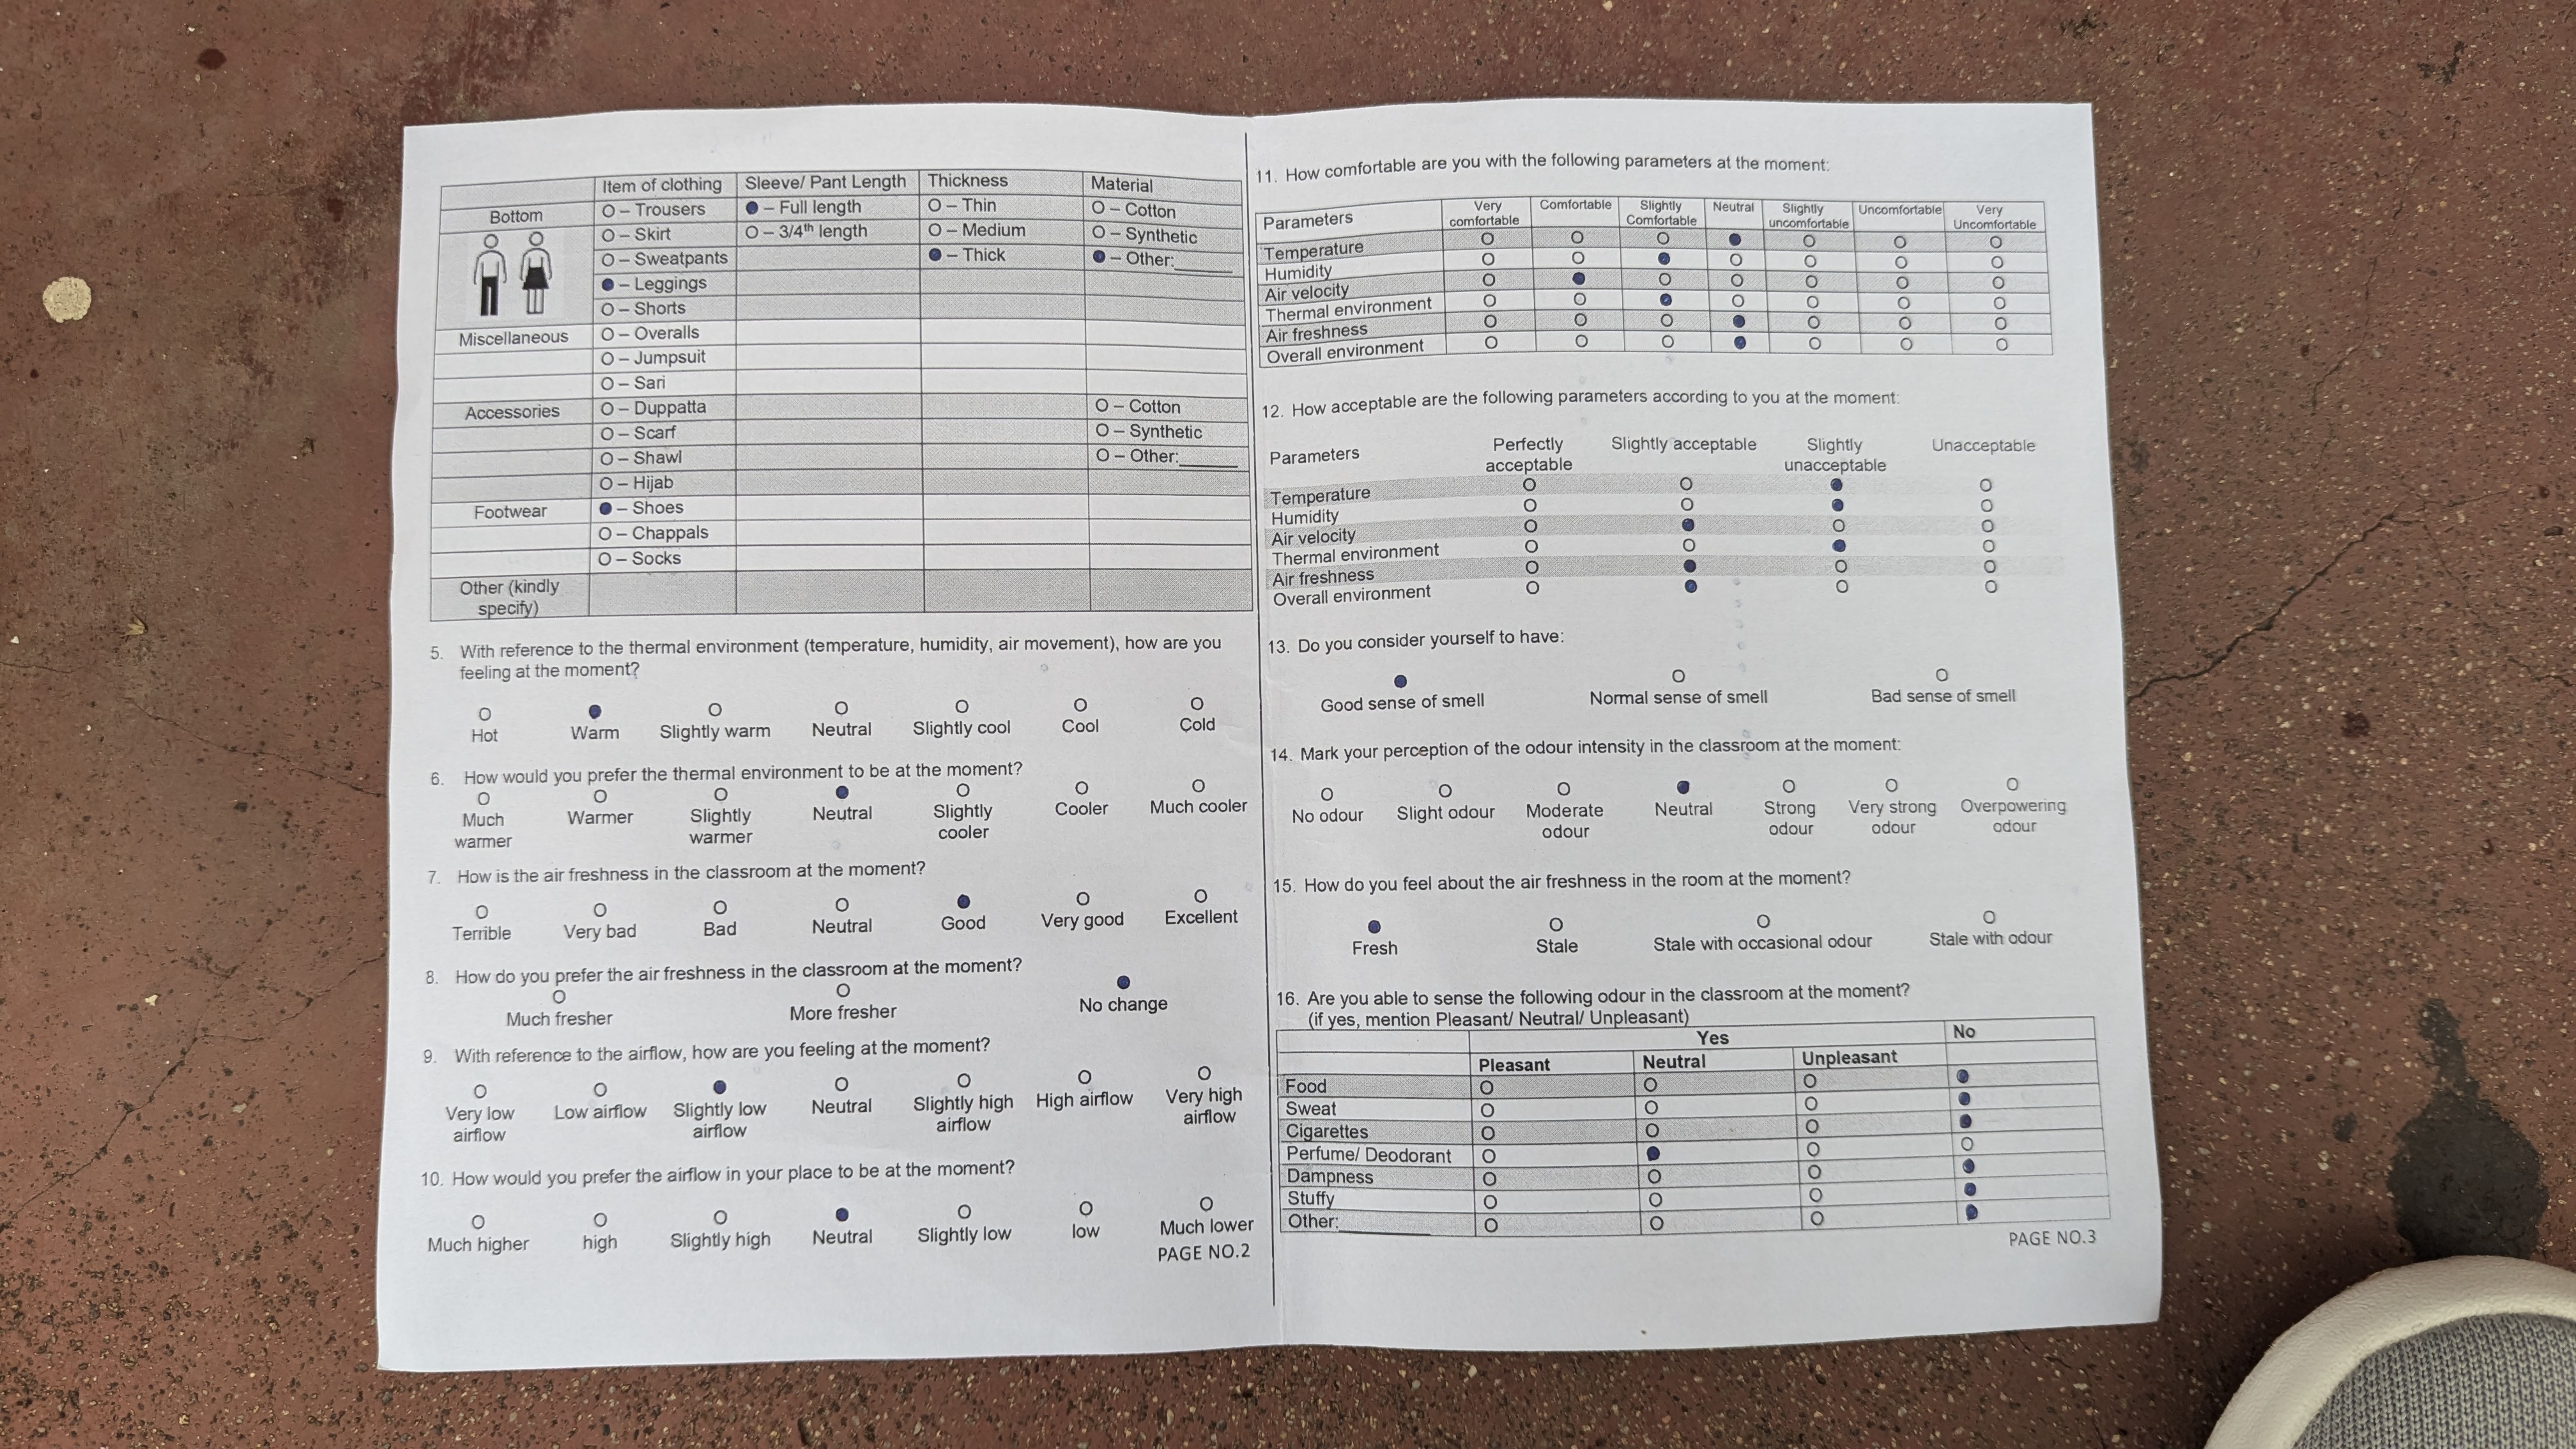 Item of clothing Sleeve/ Pant Length Thickness Material
Bottom O – Trousers ● – Full length O – Thin O – Cotton
O – Skirt O – 3/4th length O – Medium O – Synthetic
O – Sweatpants ● – Thick ● – Other:______
● – Leggings
O – Shorts
Miscellaneous O – Overalls
O – Jumpsuit
O – Sari
Accessories O – Duppatta O – Cotton
O – Scarf O – Synthetic
O – Shawl O – Other:______
O – Hijab
Footwear ● – Shoes
O – Chappals
O – Socks
Other (kindly
specify)
5. With reference to the thermal environment (temperature, humidity, air movement), how are you
feeling at the moment?
O ● O O O O O
Hot Warm Slightly warm Neutral Slightly cool Cool Cold
6. How would you prefer the thermal environment to be at the moment?
O O O ● O O O
Much Warmer Slightly Neutral Slightly Cooler Much cooler
warmer warmer cooler
7. How is the air freshness in the classroom at the moment?
O O O O ● O O
Terrible Very bad Bad Neutral Good Very good Excellent
8. How do you prefer the air freshness in the classroom at the moment?
O O ●
Much fresher More fresher No change
9. With reference to the airflow, how are you feeling at the moment?
O O ● O O O O
Very low Low airflow Slightly low Neutral Slightly high High airflow Very high
airflow airflow airflow airflow
10. How would you prefer the airflow in your place to be at the moment?
O O O ● O O O
Much higher high Slightly high Neutral Slightly low low Much lower
PAGE NO.2
11. How comfortable are you with the following parameters at the moment:
Parameters Very Comfortable Slightly Neutral Slightly Uncomfortable Very
comfortable Comfortable uncomfortable Uncomfortable
Temperature O O O ● O O O
Humidity O O ● O O O O
Air velocity O ● O O O O O
Thermal environment O O ● O O O O
Air freshness O O O ● O O O
Overall environment O O O ● O O O
12. How acceptable are the following parameters according to you at the moment:
Parameters Perfectly Slightly acceptable Slightly Unacceptable
acceptable unacceptable
Temperature O O ● O
Humidity O O ● O
Air velocity O ● O O
Thermal environment O O ● O
Air freshness O ● O O
Overall environment O ● O O
13. Do you consider yourself to have:
● O O
Good sense of smell Normal sense of smell Bad sense of smell
14. Mark your perception of the odour intensity in the classroom at the moment:
O O O ● O O O
No odour Slight odour Moderate Neutral Strong Very strong Overpowering
odour odour odour odour
15. How do you feel about the air freshness in the room at the moment?
● O O O
Fresh Stale Stale with occasional odour Stale with odour
16. Are you able to sense the following odour in the classroom at the moment?
(if yes, mention Pleasant/ Neutral/ Unpleasant)
Yes No
Pleasant Neutral Unpleasant
Food O O O ●
Sweat O O O ●
Cigarettes O O O ●
Perfume/ Deodorant O ● O O
Dampness O O O ●
Stuffy O O O ●
Other:__________ O O O ●
PAGE NO.3